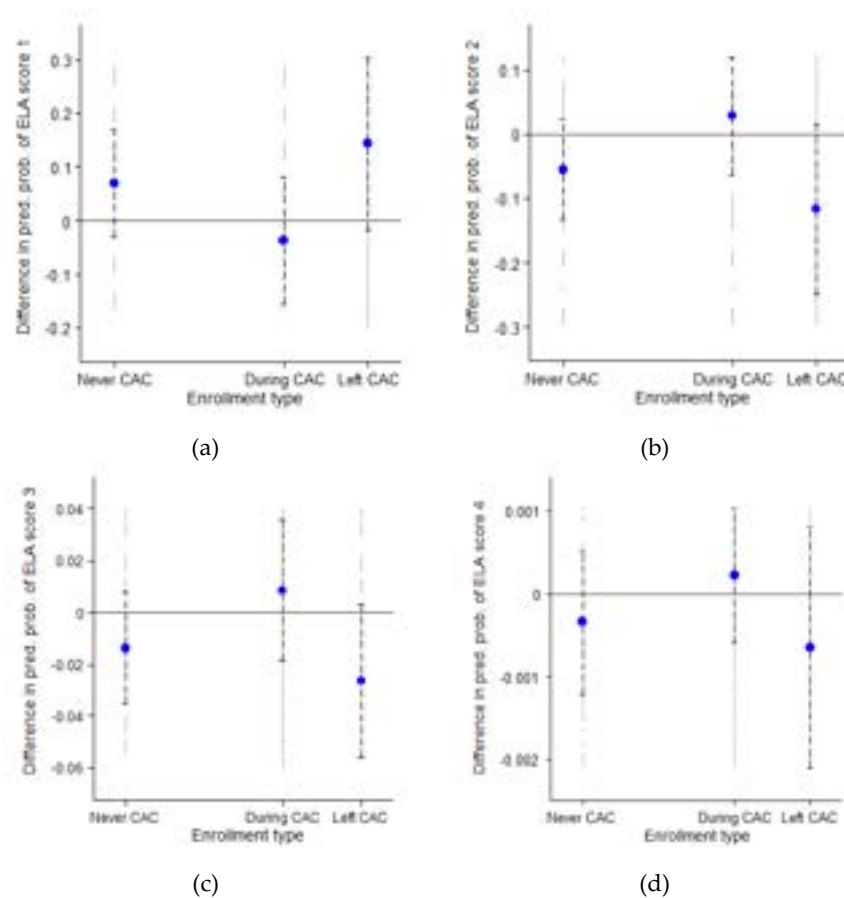 Difference in pred. prob. of ELA score 1
0.3
0.2
0.1
0
-0.1
-0.2
Never CAC During CAC Left CAC
Enrollment type
(a)
Difference in pred. prob. of ELA score 2
0.1
0
-0.1
-0.2
-0.3
Never CAC During CAC Left CAC
Enrollment type
(b)
Difference in pred. prob. of ELA score 3
0.04
0.02
0
-0.02
-0.04
-0.06
Never CAC During CAC Left CAC
Enrollment type
(c)
Difference in pred. prob. of ELA score 4
0.001
0
-0.001
-0.002
Never CAC During CAC Left CAC
Enrollment type
(d)